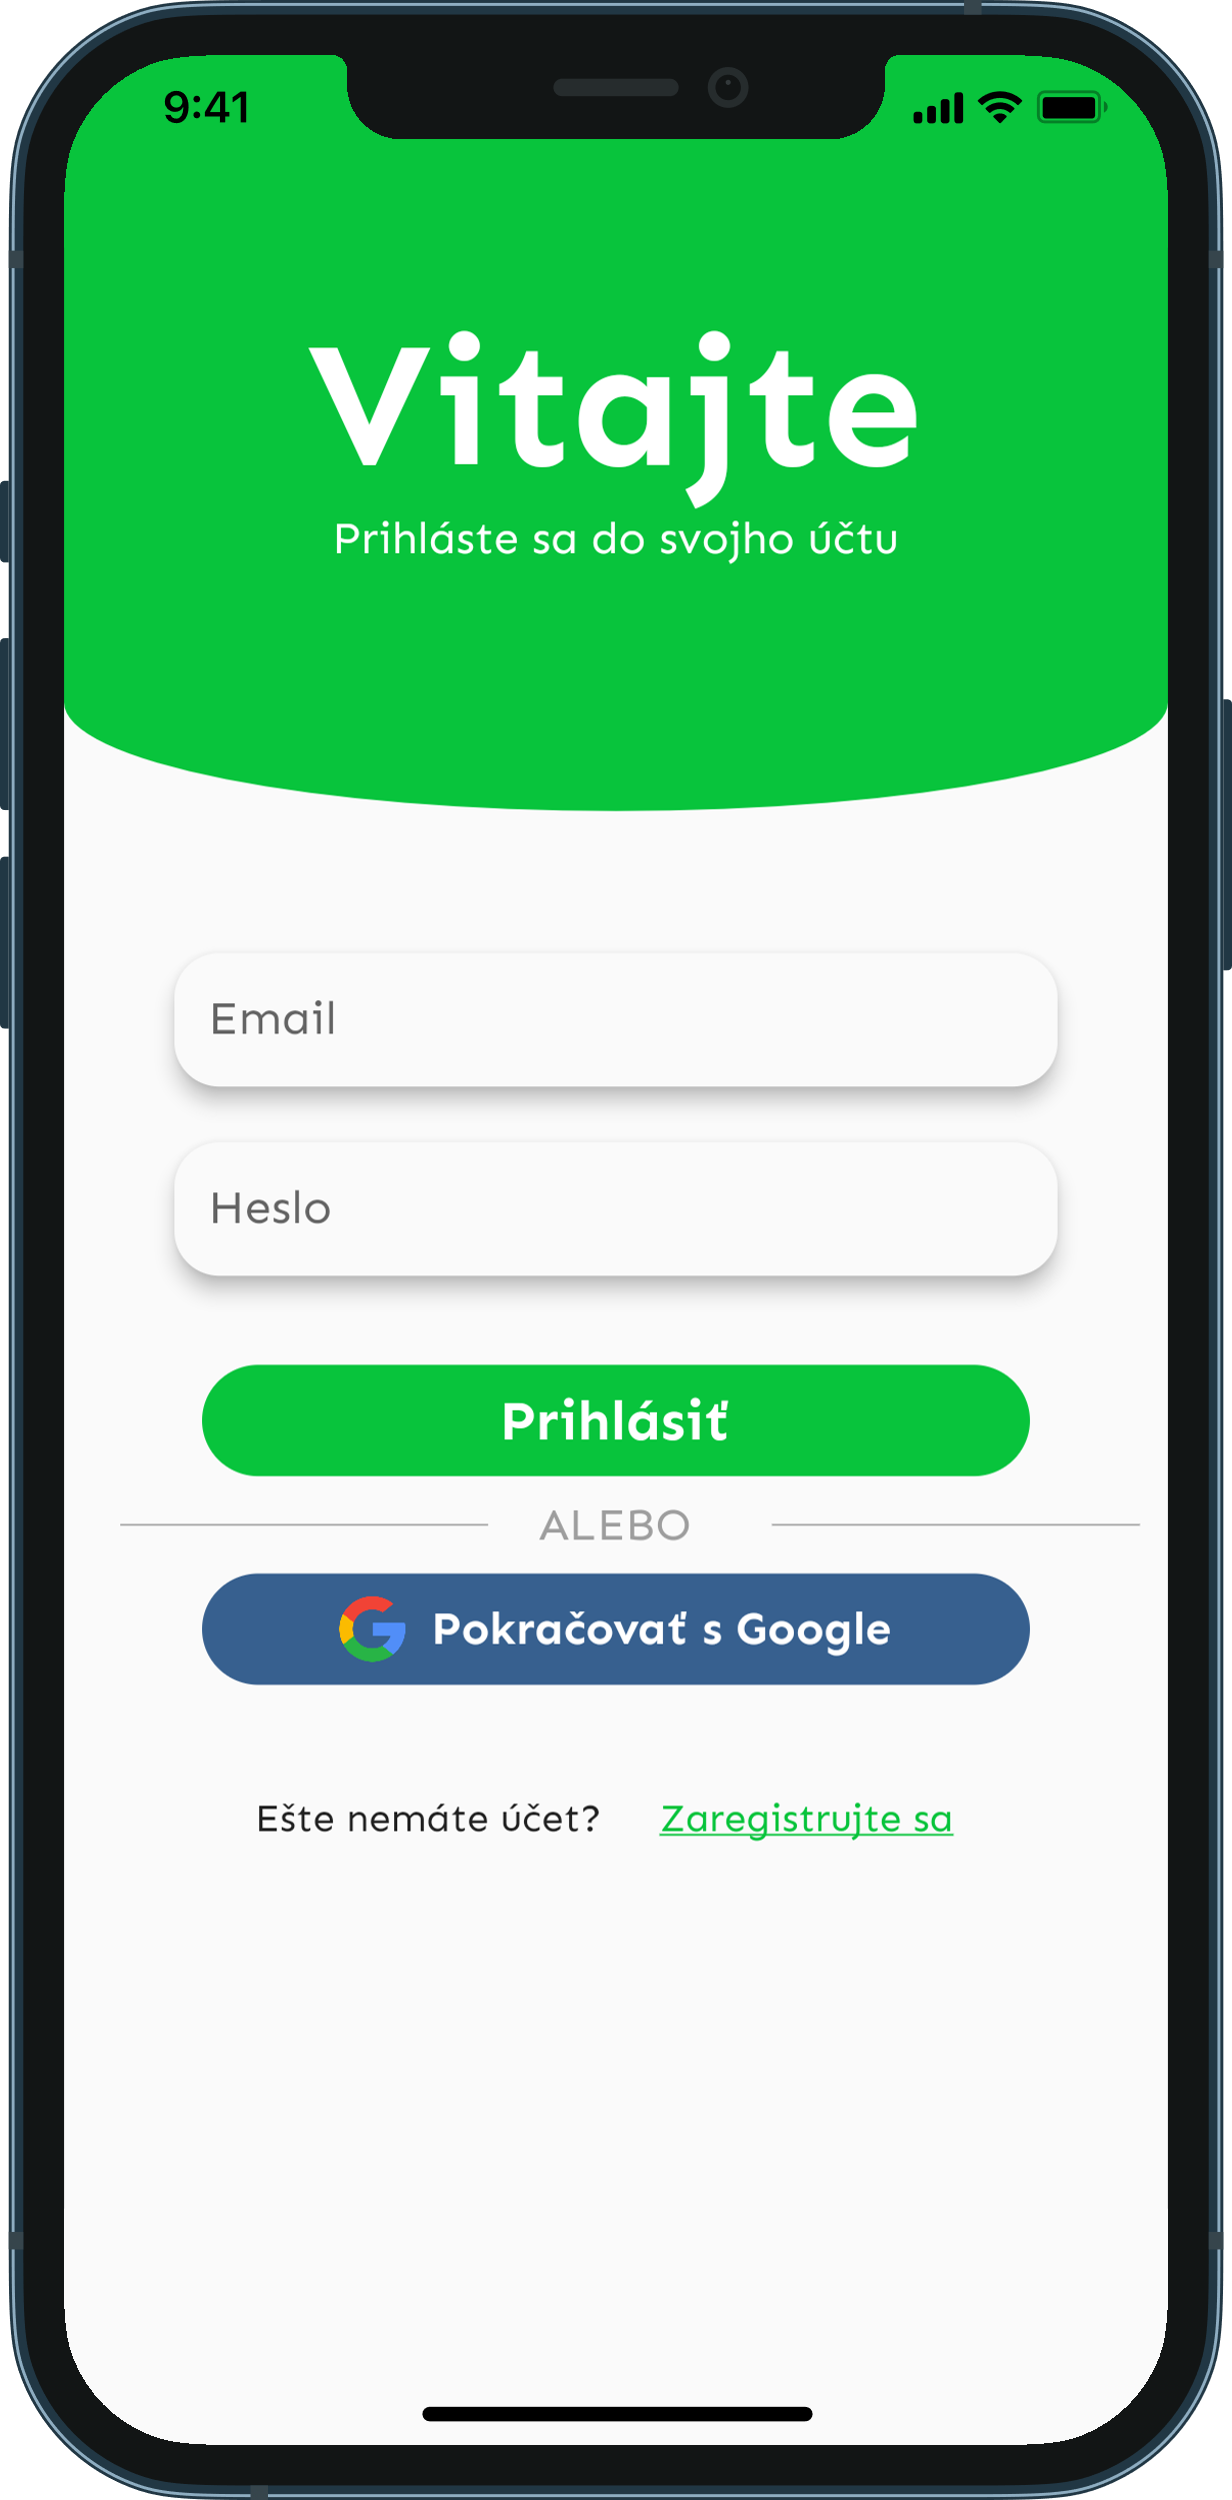 9:41
Vitajte
Prihláste sa do svojho účtu
Email
Heslo
Prihlásiť
ALEBO
Pokračovať s Google
Ešte nemáte účet? Zaregistrujte sa